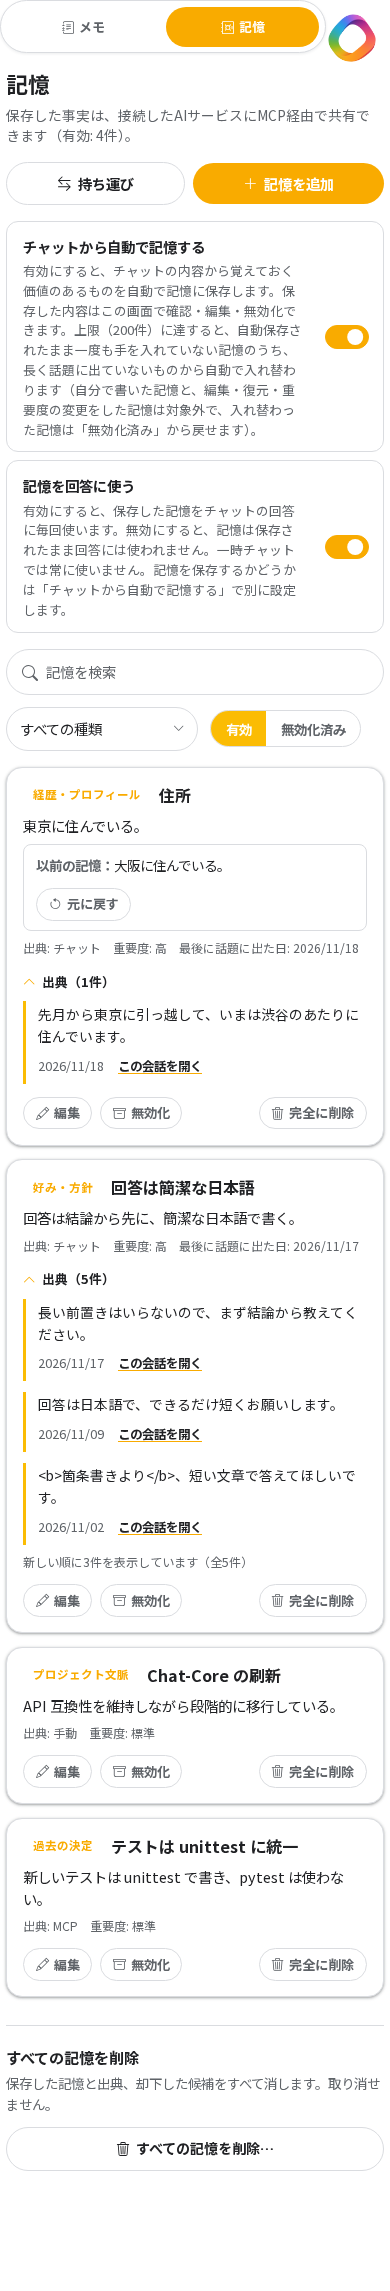 メモ
記憶
記憶
保存した事実は、接続したAIサービスにMCP経由で共有で
きます（有効: 4件）。
持ち運び
記憶を追加
チャットから自動で記憶する
有効にすると、チャットの内容から覚えておく
価値のあるものを自動で記憶に保存します。保
存した内容はこの画面で確認・編集・無効化で
きます。上限（200件）に達すると、自動保存さ
れたまま一度も手を入れていない記憶のうち、
長く話題に出ていないものから自動で入れ替わ
ります（自分で書いた記憶と、編集・復元・重
要度の変更をした記憶は対象外で、入れ替わっ
た記憶は「無効化済み」から戻せます）。
記憶を回答に使う
有効にすると、保存した記憶をチャットの回答
に毎回使います。無効にすると、記憶は保存さ
れたまま回答には使われません。一時チャット
では常に使いません。記憶を保存するかどうか
は「チャットから自動で記憶する」で別に設定
します。
記憶を検索
すべての種類
有効
無効化済み
経歴・プロフィール
住所
東京に住んでいる。
以前の記憶：大阪に住んでいる。
元に戻す
出典: チャット 重要度: 高 最後に話題に出た日: 2026/11/18
出典（1件）
先月から東京に引っ越して、いまは渋谷のあたりに
住んでいます。
2026/11/18 この会話を開く
編集
無効化
完全に削除
好み・方針
回答は簡潔な日本語
回答は結論から先に、簡潔な日本語で書く。
出典: チャット 重要度: 高 最後に話題に出た日: 2026/11/17
出典（5件）
長い前置きはいらないので、まず結論から教えてく
ださい。
2026/11/17 この会話を開く
回答は日本語で、できるだけ短くお願いします。
2026/11/09 この会話を開く
<b>箇条書きより</b>、短い文章で答えてほしいで
す。
2026/11/02 この会話を開く
新しい順に3件を表示しています（全5件）
編集
無効化
完全に削除
プロジェクト文脈
Chat-Core の刷新
API 互換性を維持しながら段階的に移行している。
出典: 手動 重要度: 標準
編集
無効化
完全に削除
過去の決定
テストは unittest に統一
新しいテストは unittest で書き、pytest は使わな
い。
出典: MCP 重要度: 標準
編集
無効化
完全に削除
すべての記憶を削除
保存した記憶と出典、却下した候補をすべて消します。取り消せ
ません。
すべての記憶を削除…